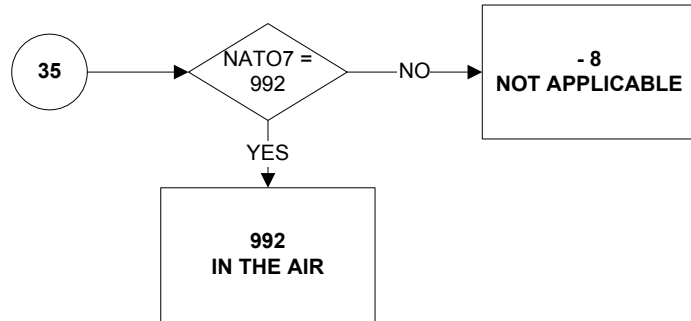 35
NATO7 =
992
NO
- 8
NOT APPLICABLE
YES
992
IN THE AIR